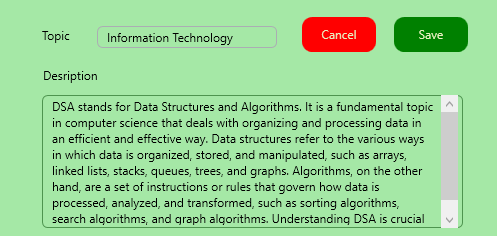 Topic
Information Technology
Cancel
Save
Desription
DSA stands for Data Structures and Algorithms. It is a fundamental topic
in computer science that deals with organizing and processing data in
an efficient and effective way. Data structures refer to the various ways
in which data is organized, stored, and manipulated, such as arrays,
linked lists, stacks, queues, trees, and graphs. Algorithms, on the other
hand, are a set of instructions or rules that govern how data is
processed, analyzed, and transformed, such as sorting algorithms,
search algorithms, and graph algorithms. Understanding DSA is crucial